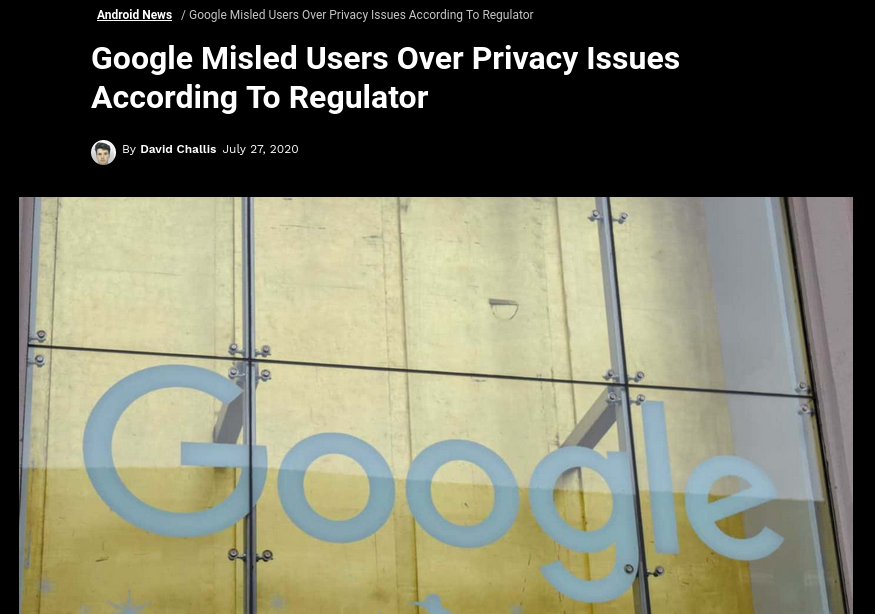 Android News / Google Misled Users Over Privacy Issues According To Regulator
Google Misled Users Over Privacy Issues
According To Regulator
By David Challis July 27, 2020
Google